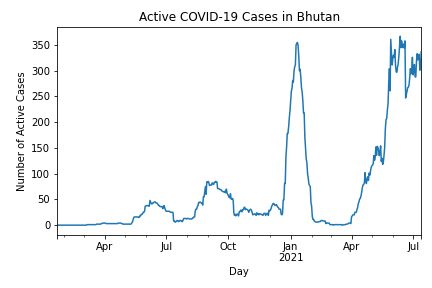 Active COVID-19 Cases in Bhutan
Number of Active Cases
350
300
250
200
150
100
50
0
Apr
Jul
Oct
Jan
2021
Apr
Jul
Day